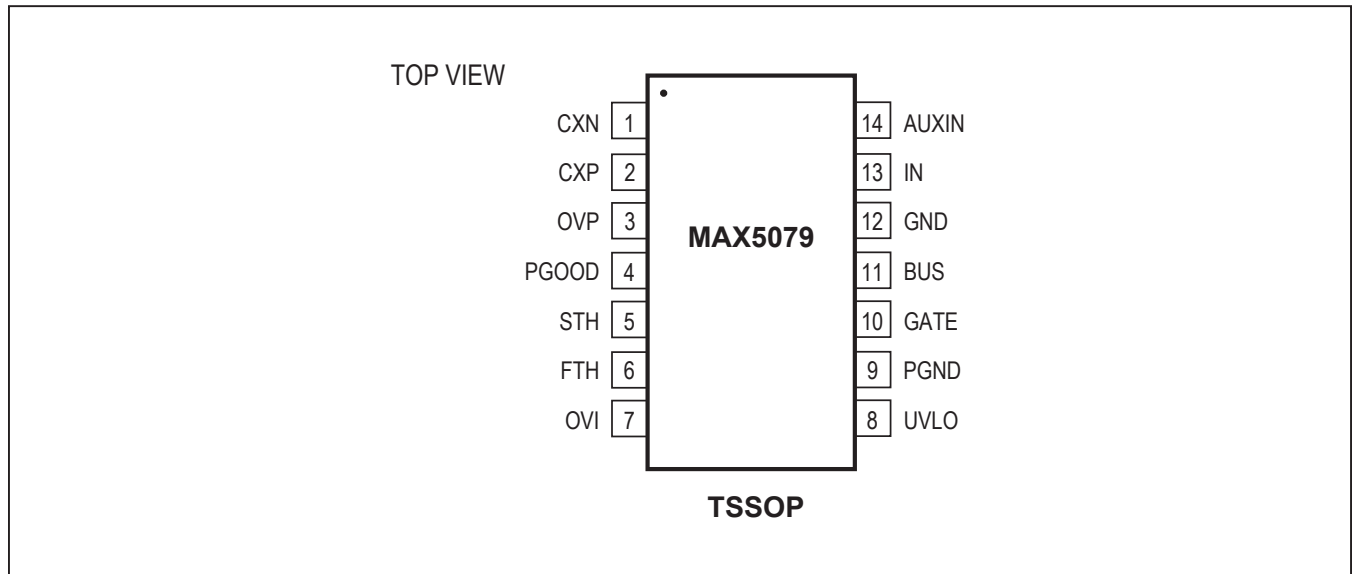 TOP VIEW
CXN 1
CXP 2
OVP 3
PGOOD 4
STH 5
FTH 6
OVI 7
MAX5079
14 AUXIN
13 IN
12 GND
11 BUS
10 GATE
9 PGND
8 UVLO
TSSOP